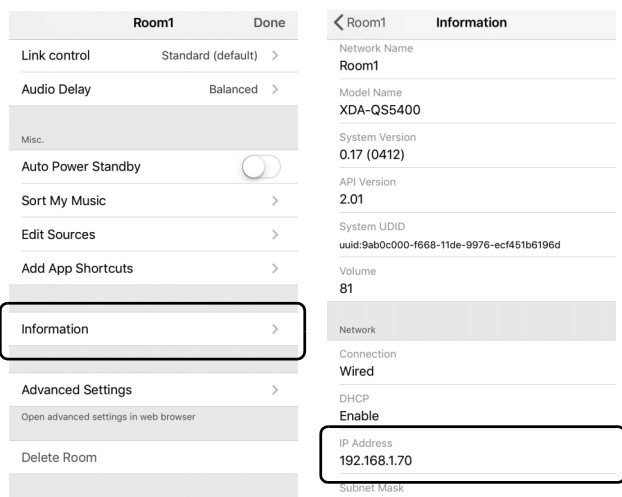 Room1 Done
Link control Standard (default)
Audio Delay Balanced
Misc.
Auto Power Standby
Sort My Music
Edit Sources
Add App Shortcuts
Information
Advanced Settings
Open advanced settings in web browser
Delete Room
Room1 Information
Network Name
Room1
Model Name
XDA-QS5400
System Version
0.17 (0412)
API Version
2.01
System UDID
uuid:9ab0c000-f668-11de-9976-ecf451b6196d
Volume
81
Network
Connection
Wired
DHCP
Enable
IP Address
192.168.1.70
Subnet Mask